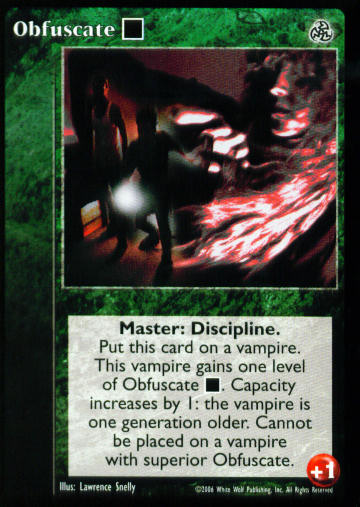 Obfuscate
Master: Discipline.
Put this card on a vampire.
This vampire gains one level
of Obfuscate . Capacity
increases by 1: the vampire is
one generation older. Cannot
be placed on a vampire
with superior Obfuscate.
+1
Illus: Lawrence Snelly
©2006 White Wolf Publishing, Inc. All Rights Reserved